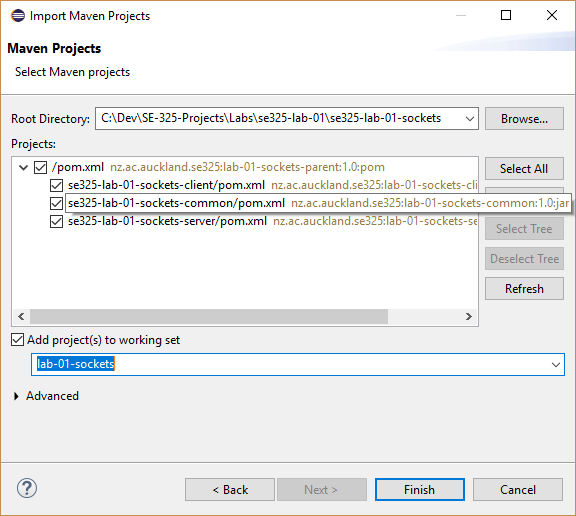 Import Maven Projects
Maven Projects
Select Maven projects
Root Directory: C:\Dev\SE-325-Projects\Labs\se325-lab-01\se325-lab-01-sockets Browse...
Projects:
/pom.xml nz.ac.auckland.se325:lab-01-sockets-parent:1.0:pom Select All
se325-lab-01-sockets-client/pom.xml nz.ac.auckland.se325:lab-01-sockets-cli
se325-lab-01-sockets-common/pom.xml nz.ac.auckland.se325:lab-01-sockets-common:1.0:jar
se325-lab-01-sockets-server/pom.xml nz.ac.auckland.se325:lab-01-sockets-se Select Tree
Deselect Tree
Refresh
Add project(s) to working set
lab-01-sockets
Advanced
? < Back Next > Finish Cancel